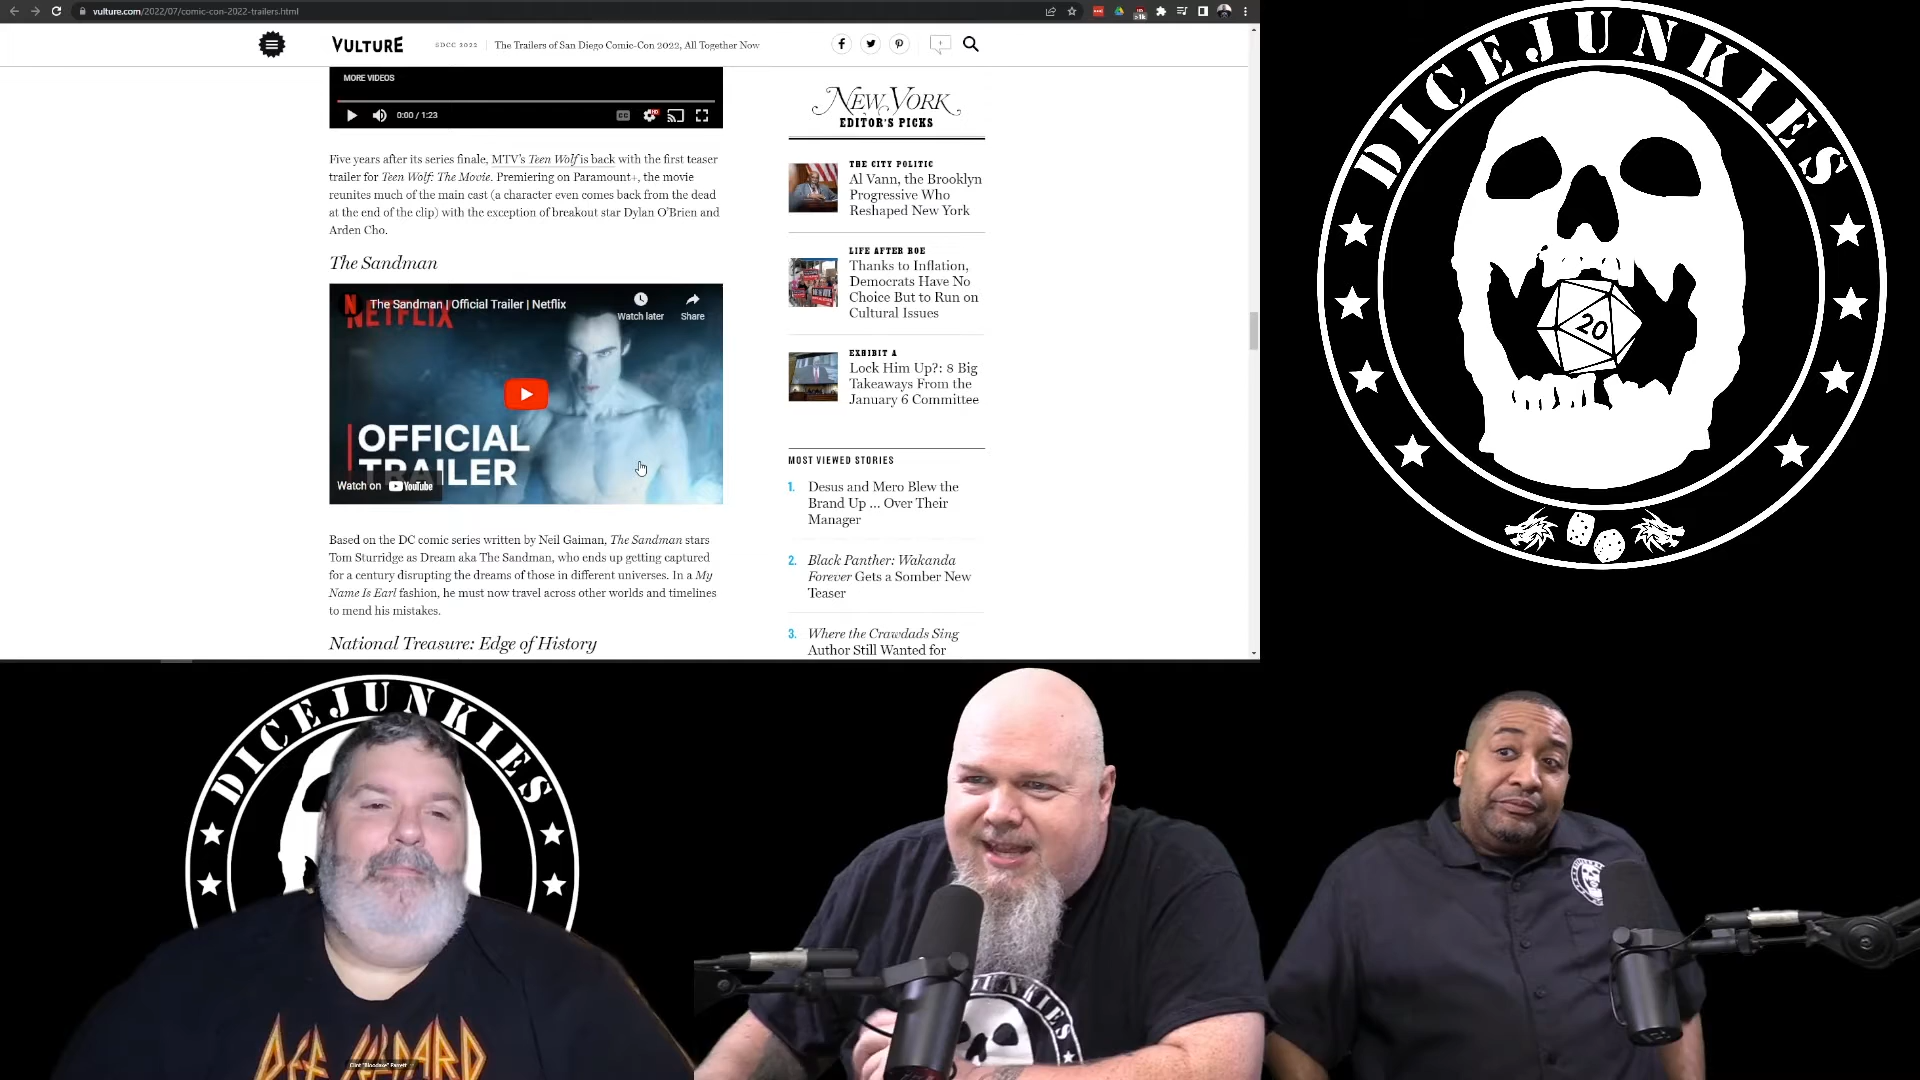 vulture.com/2022/07/comic-con-2022-trailers.html
VULTURE
SDCC 2022
The Trailers of San Diego Comic-Con 2022, All Together Now
MORE VIDEOS
0:00 / 1:23
CC
HD
Five years after its series finale, MTV's Teen Wolf is back with the first teaser
trailer for Teen Wolf: The Movie. Premiering on Paramount+, the movie
reunites much of the main cast (a character even comes back from the dead
at the end of the clip) with the exception of breakout star Dylan O'Brien and
Arden Cho.
The Sandman
N
The Sandman | Official Trailer | Netflix
Watch later
Share
NETFLIX
OFFICIAL
TRAILER
Watch on YouTube
Based on the DC comic series written by Neil Gaiman, The Sandman stars
Tom Sturridge as Dream aka The Sandman, who ends up getting captured
for a century disrupting the dreams of those in different universes. In a My
Name Is Earl fashion, he must now travel across other worlds and timelines
to mend his mistakes.
National Treasure: Edge of History
NEW YORK
EDITOR'S PICKS
THE CITY POLITIC
Al Vann, the Brooklyn
Progressive Who
Reshaped New York
LIFE AFTER ROE
Thanks to Inflation,
Democrats Have No
Choice But to Run on
Cultural Issues
EXHIBIT A
Lock Him Up?: 8 Big
Takeaways From the
January 6 Committee
MOST VIEWED STORIES
1. Desus and Mero Blew the
Brand Up ... Over Their
Manager
2. Black Panther: Wakanda
Forever Gets a Somber New
Teaser
3. Where the Crawdads Sing
Author Still Wanted for
DICEJUNKIES
20
DICEJUNKIES
DEF LEPPARD
Clint "Bloodaxe" Parrett
JUNKIES